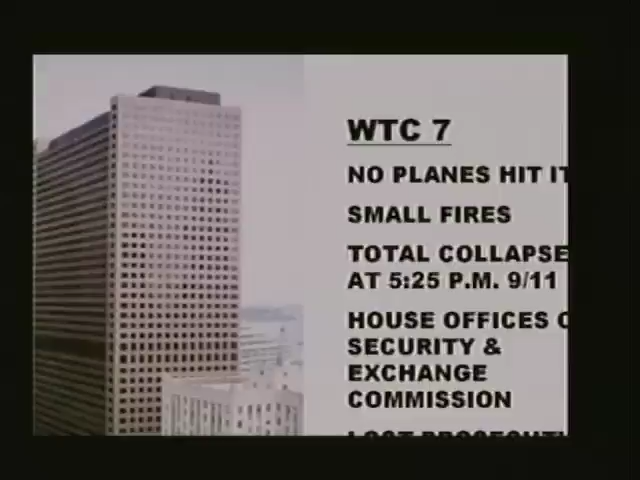 WTC 7
NO PLANES HIT IT
SMALL FIRES
TOTAL COLLAPSE
AT 5:25 P.M. 9/11
HOUSE OFFICES
SECURITY &
EXCHANGE
COMMISSION